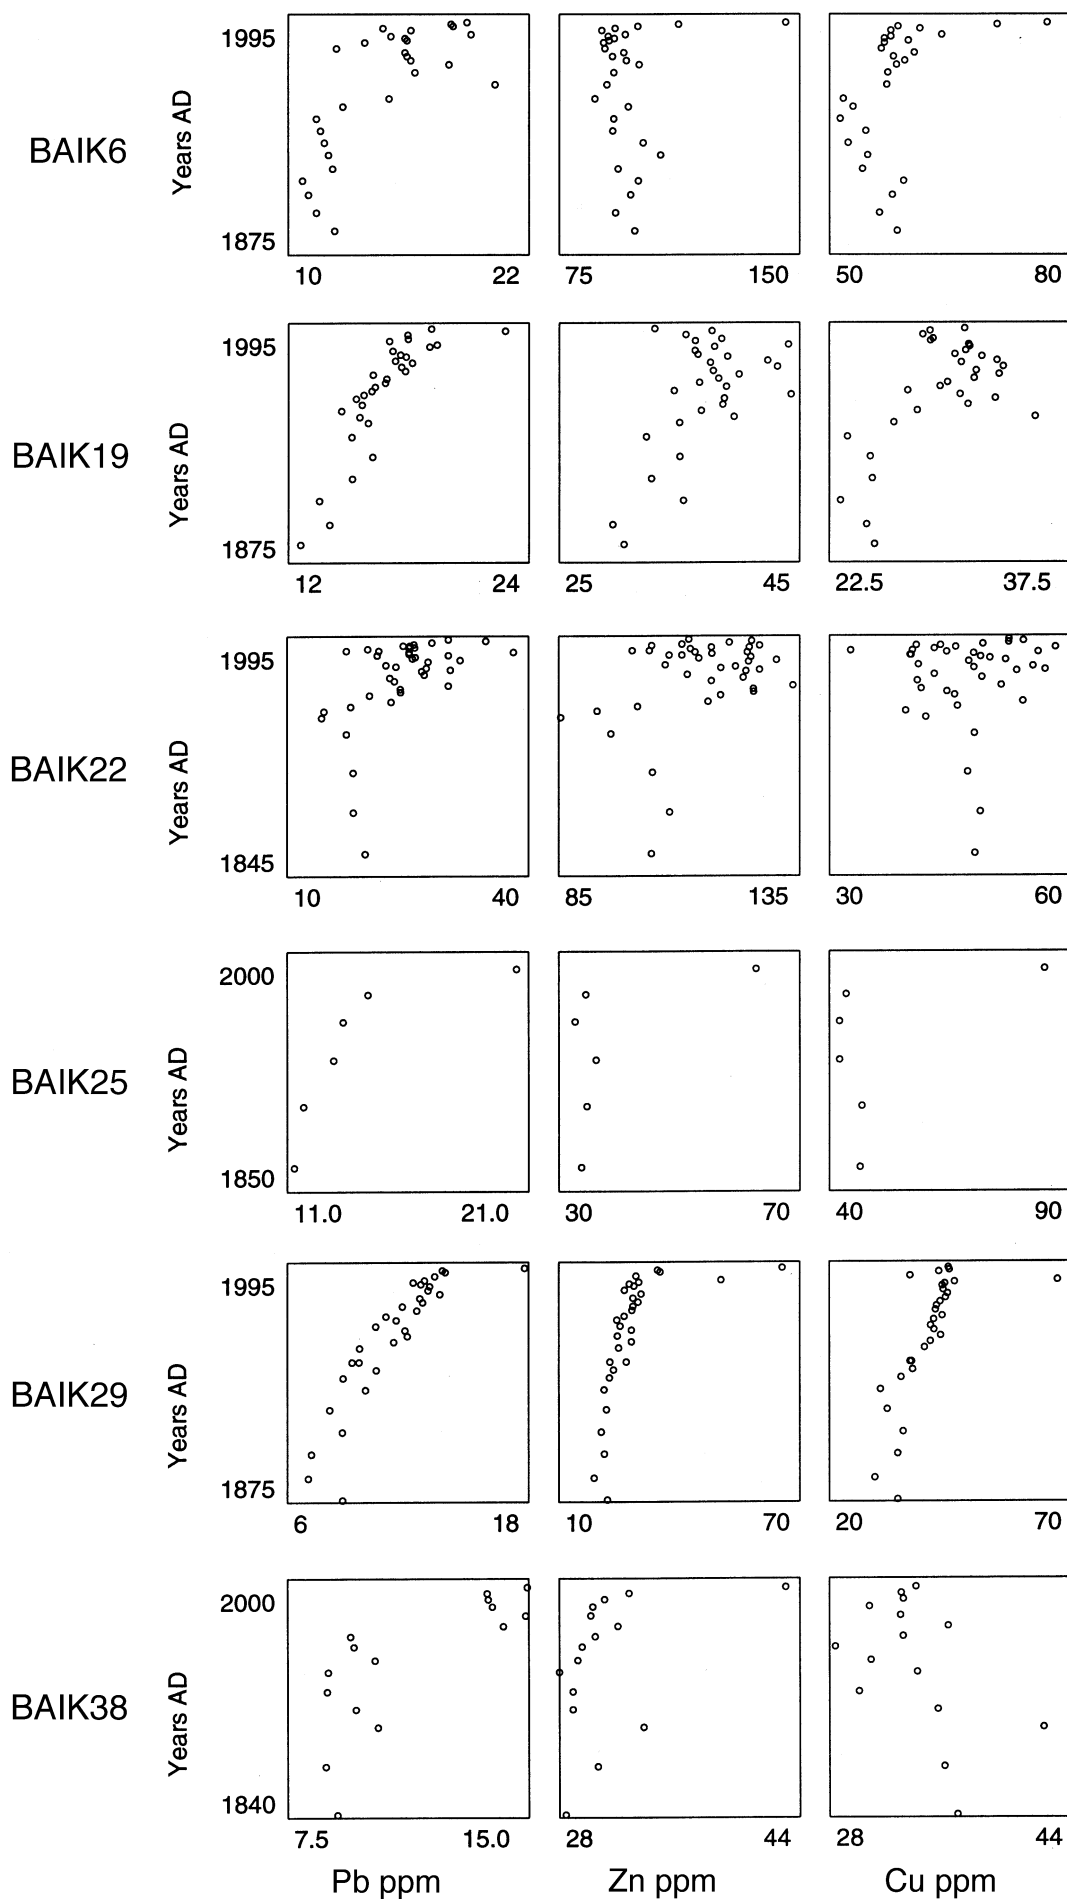 1995
BAIK6
Years AD
1875
10 22 75 150 50 80
1995
BAIK19
Years AD
1875
12 24 25 45 22.5 37.5
1995
BAIK22
Years AD
1845
10 40 85 135 30 60
2000
BAIK25
Years AD
1850
11.0 21.0 30 70 40 90
1995
BAIK29
Years AD
1875
6 18 10 70 20 70
2000
BAIK38
Years AD
1840
7.5 15.0 28 44 28 44
Pb ppm Zn ppm Cu ppm